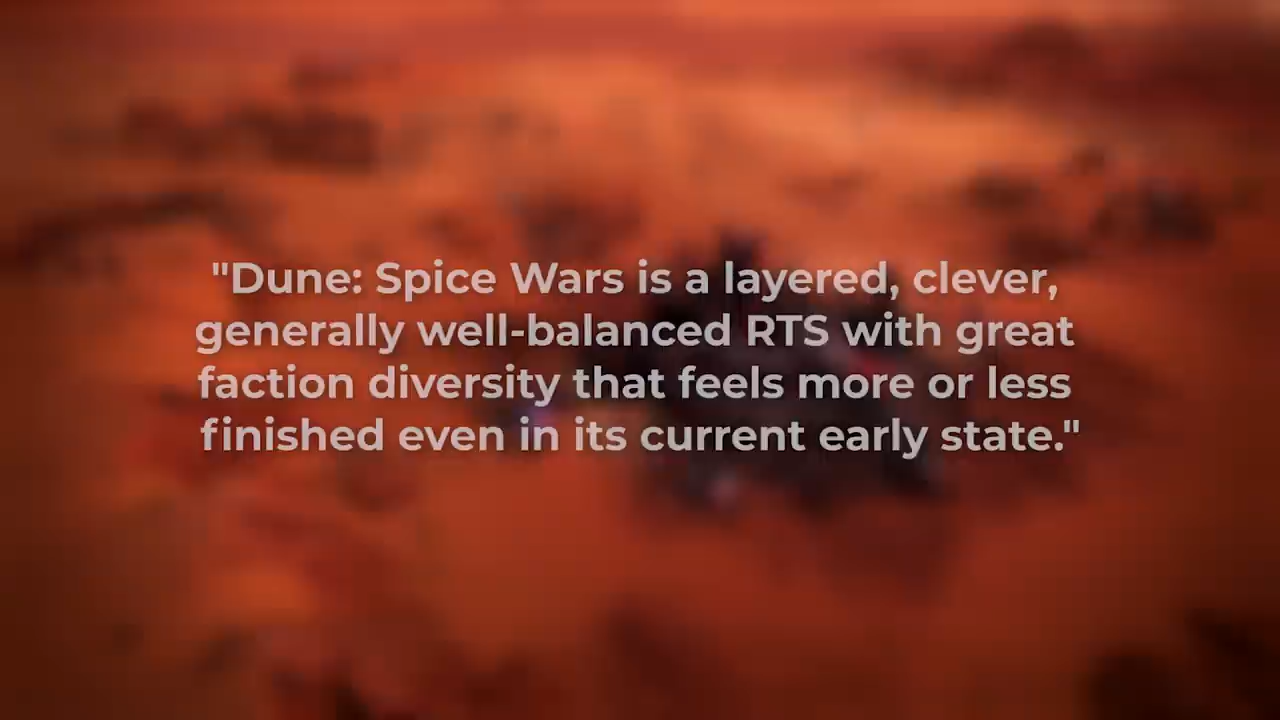 "Dune: Spice Wars is a layered, clever,
generally well-balanced RTS with great
faction diversity that feels more or less
finished even in its current early state."